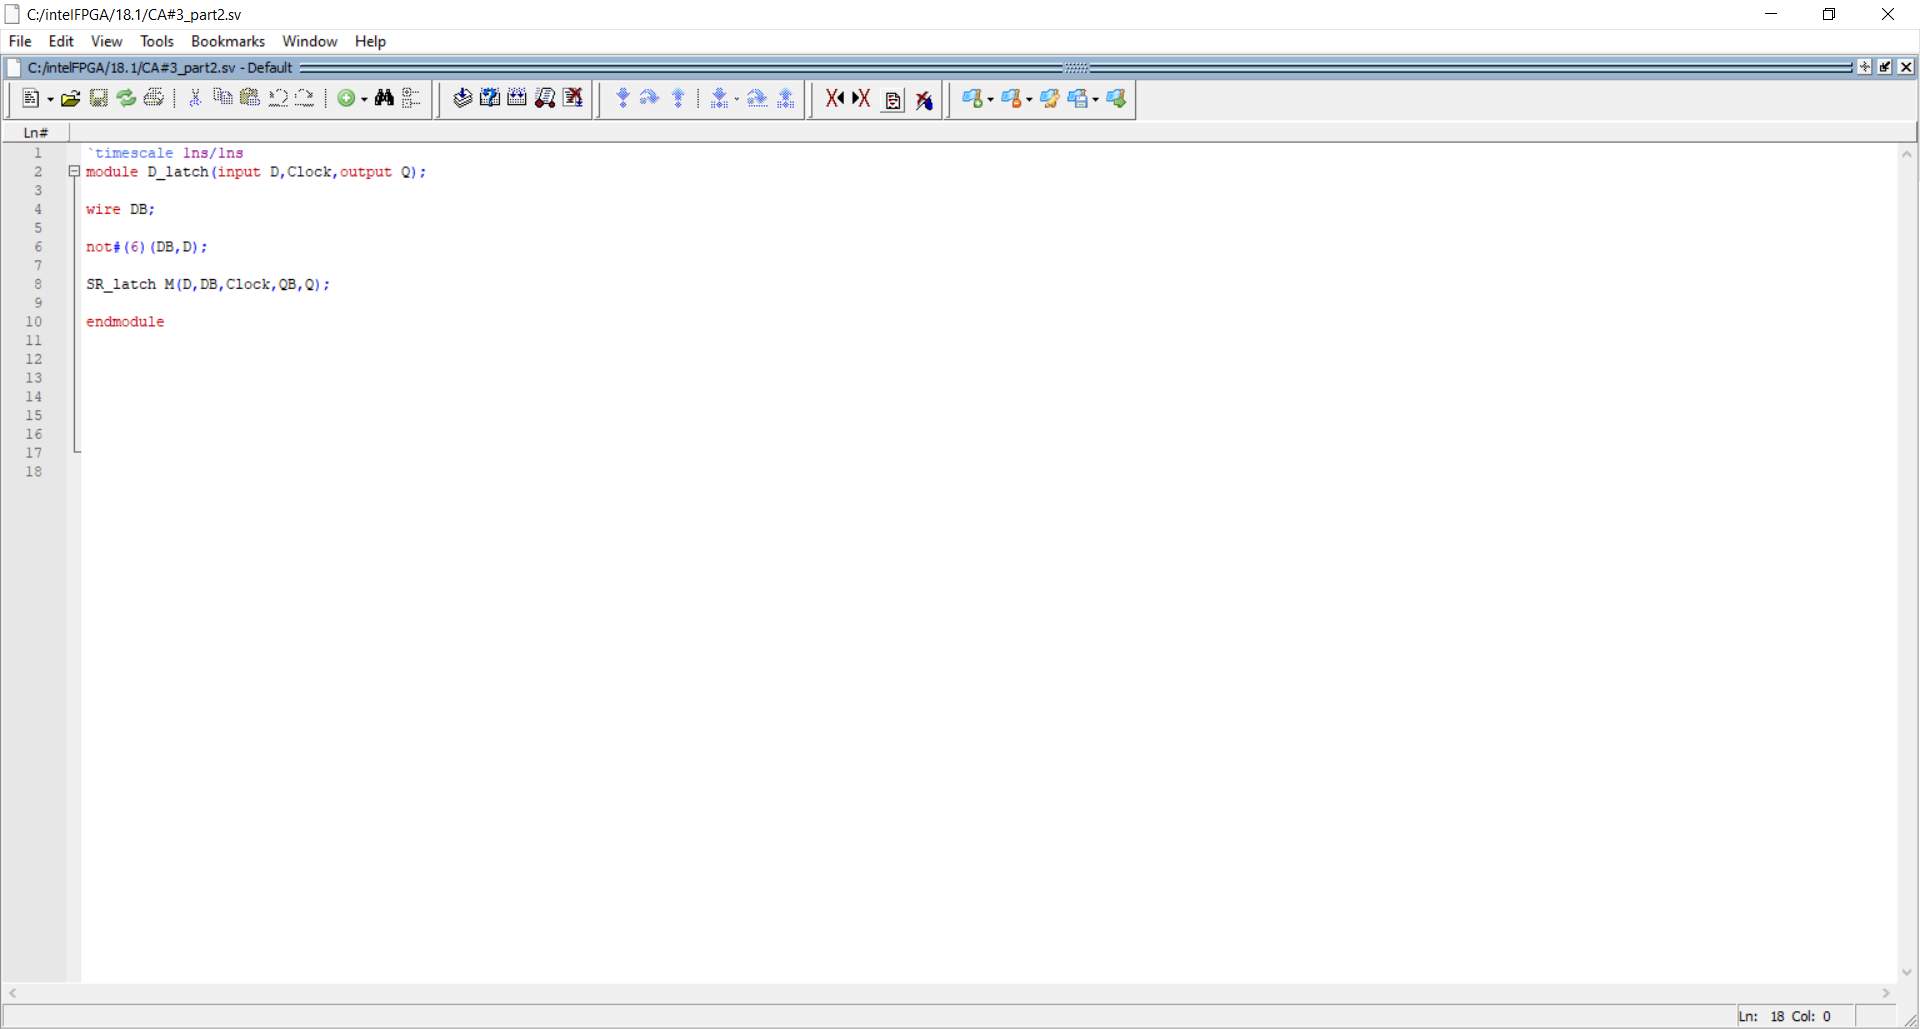 C:/intelFPGA/18.1/CA#3_part2.sv
File Edit View Tools Bookmarks Window Help
C:/intelFPGA/18.1/CA#3_part2.sv - Default
Ln#
1 `timescale 1ns/1ns
2 module D_latch(input D,Clock,output Q);
3
4 wire DB;
5
6 not#(6)(DB,D);
7
8 SR_latch M(D,DB,Clock,QB,Q);
9
10 endmodule
11
12
13
14
15
16
17
18
Ln: 18 Col: 0